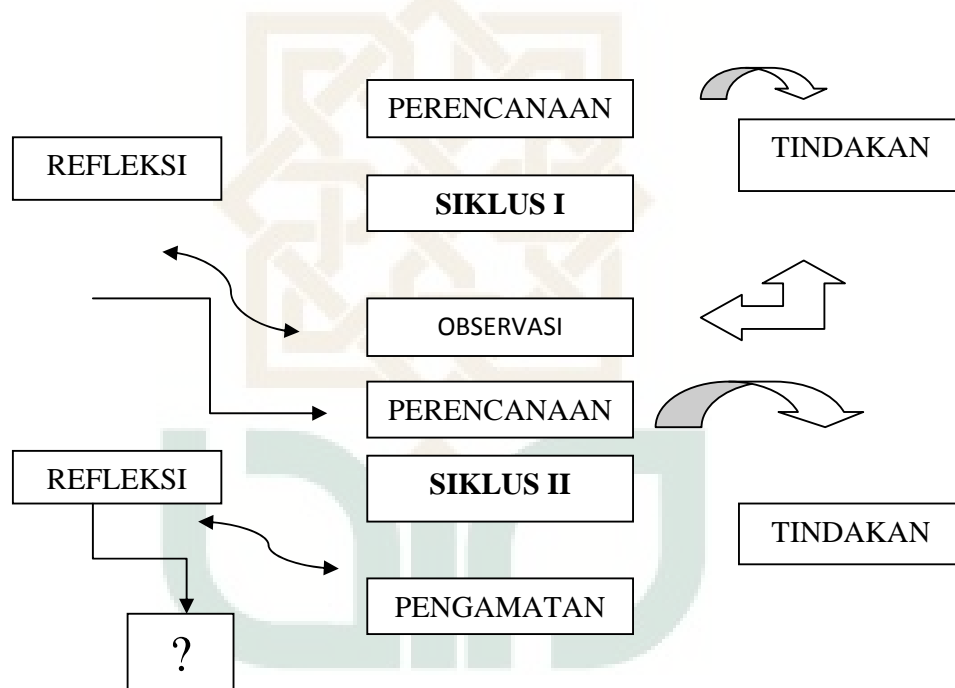 PERENCANAAN
TINDAKAN
REFLEKSI
SIKLUS I
OBSERVASI
PERENCANAAN
REFLEKSI
SIKLUS II
TINDAKAN
PENGAMATAN
?